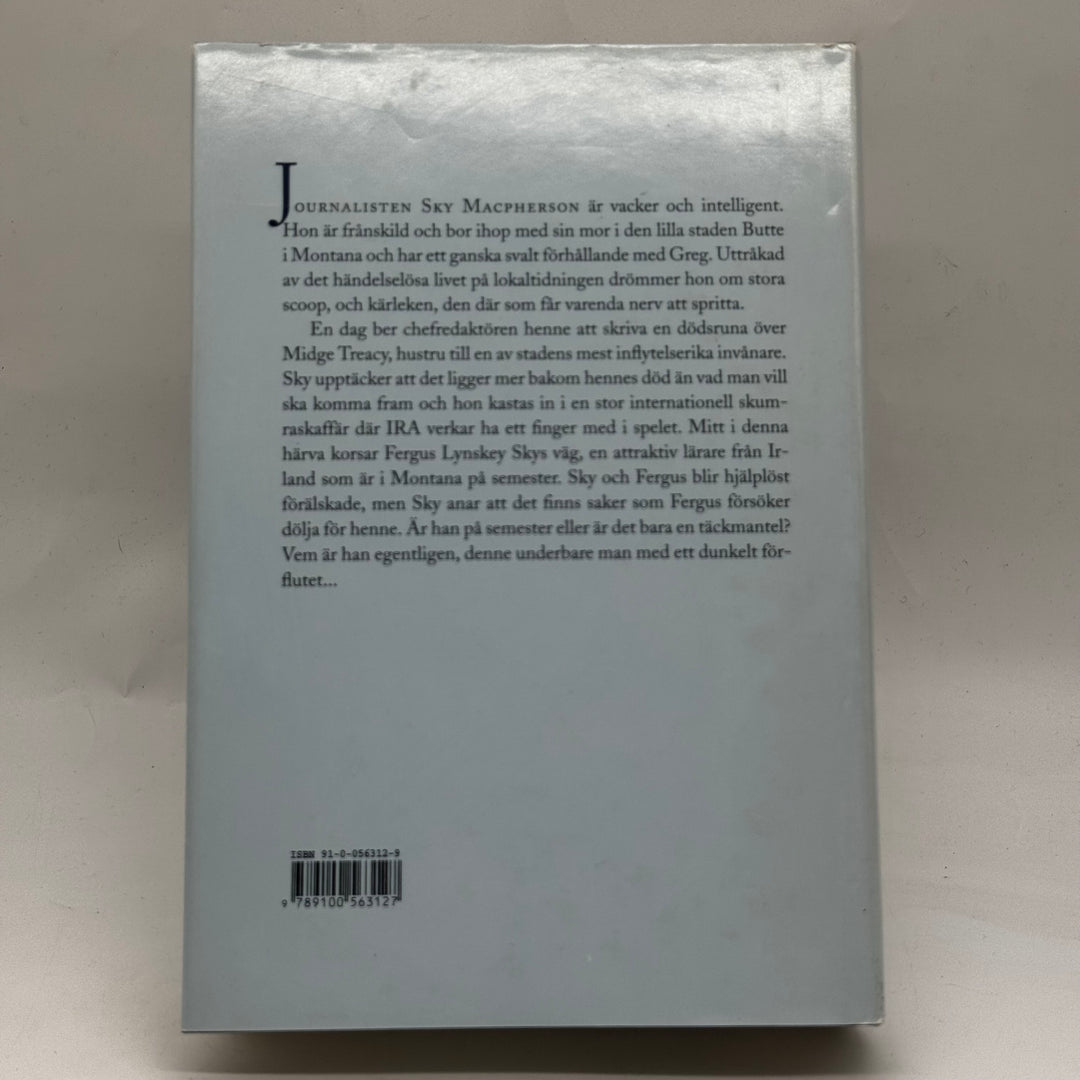 JOURNALISTEN SKY MACPHERSON är vacker och intelligent.
Hon är frånskild och bor ihop med sin mor i den lilla staden Butte
i Montana och har ett ganska svalt förhållande med Greg. Uttråkad
av det händelselösa livet på lokaltidningen drömmer hon om stora
scoop, och kärleken, den där som får varenda nerv att spritta.
En dag ber chefredaktören henne att skriva en dödsruna över
Midge Treacy, hustru till en av stadens mest inflytelserika invånare.
Sky upptäcker att det ligger mer bakom hennes död än vad man vill
ska komma fram och hon kastas in i en stor internationell skum-
raskaffär där IRA verkar ha ett finger med i spelet. Mitt i denna
härva korsar Fergus Lynskey Skys väg, en attraktiv lärare från Ir-
land som är i Montana på semester. Sky och Fergus blir hjälplöst
förälskade, men Sky anar att det finns saker som Fergus försöker
dölja för henne. Är han på semester eller är det bara en täckmantel?
Vem är han egentligen, denne underbare man med ett dunkelt för-
flutet...
ISBN 91-0-056312-9
9 789100 563127